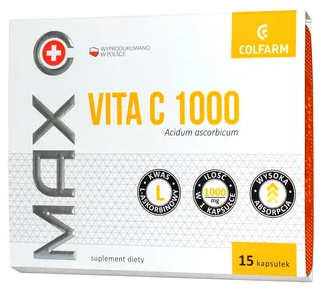 MAX C
WYPRODUKOWANO
W POLSCE
COLFARM
VITA C 1000
Acidum ascorbicum
KWAS
L
L-ASKORBINOWY
ILOŚĆ
1000
mg
W 1 KAPSUŁCE
WYSOKA
ABSORPCJA
suplement diety
15 kapsułek